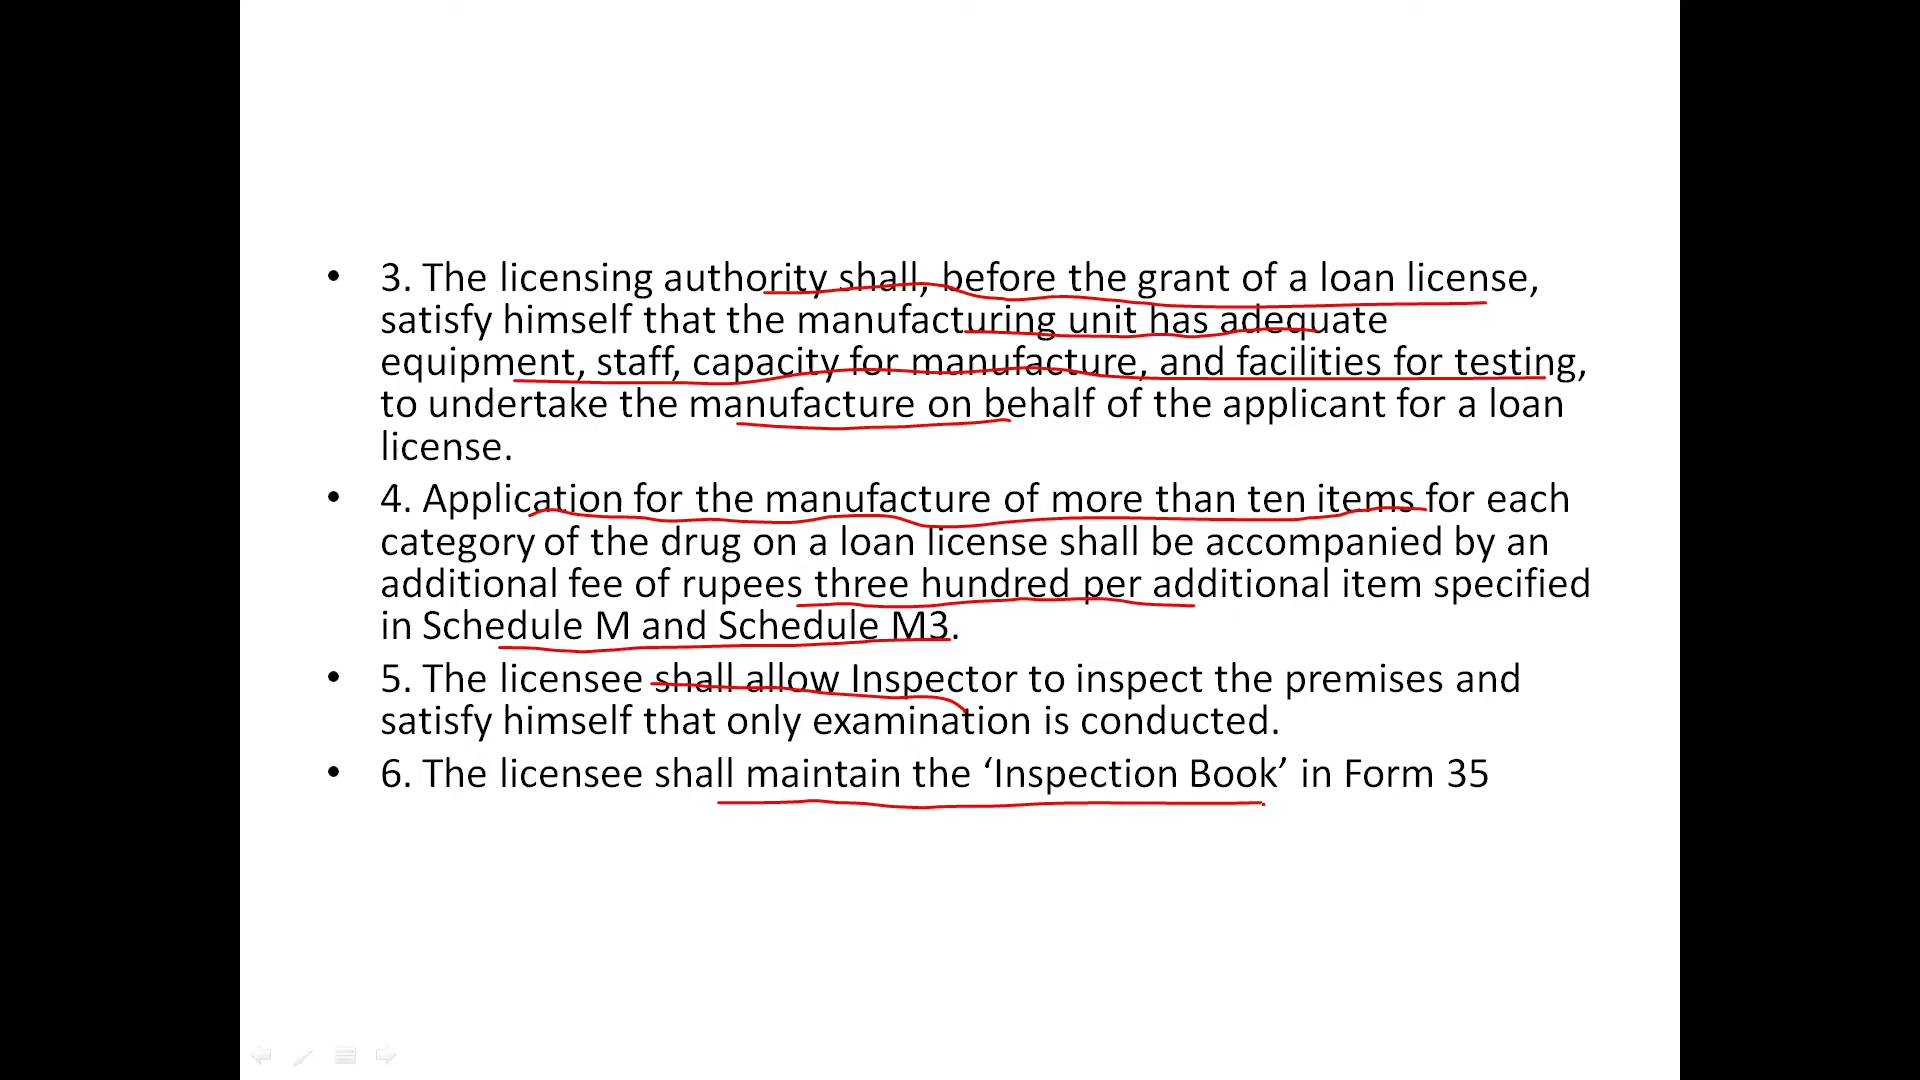 • 3. The licensing authority shall, before the grant of a loan license,
satisfy himself that the manufacturing unit has adequate
equipment, staff, capacity for manufacture, and facilities for testing,
to undertake the manufacture on behalf of the applicant for a loan
license.
• 4. Application for the manufacture of more than ten items for each
category of the drug on a loan license shall be accompanied by an
additional fee of rupees three hundred per additional item specified
in Schedule M and Schedule M3.
• 5. The licensee shall allow Inspector to inspect the premises and
satisfy himself that only examination is conducted.
• 6. The licensee shall maintain the ‘Inspection Book’ in Form 35